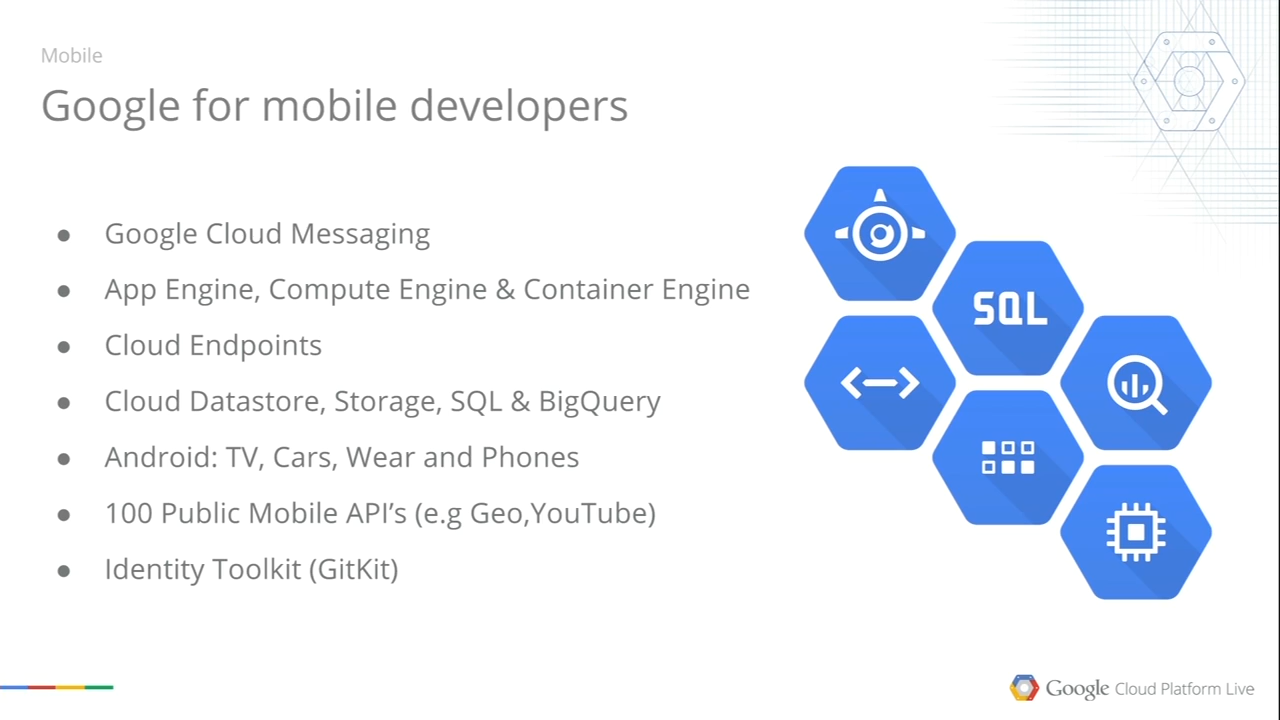 Mobile
Google for mobile developers
● Google Cloud Messaging
● App Engine, Compute Engine & Container Engine
● Cloud Endpoints
● Cloud Datastore, Storage, SQL & BigQuery
● Android: TV, Cars, Wear and Phones
● 100 Public Mobile API’s (e.g Geo,YouTube)
● Identity Toolkit (GitKit)
SQL
Google Cloud Platform Live